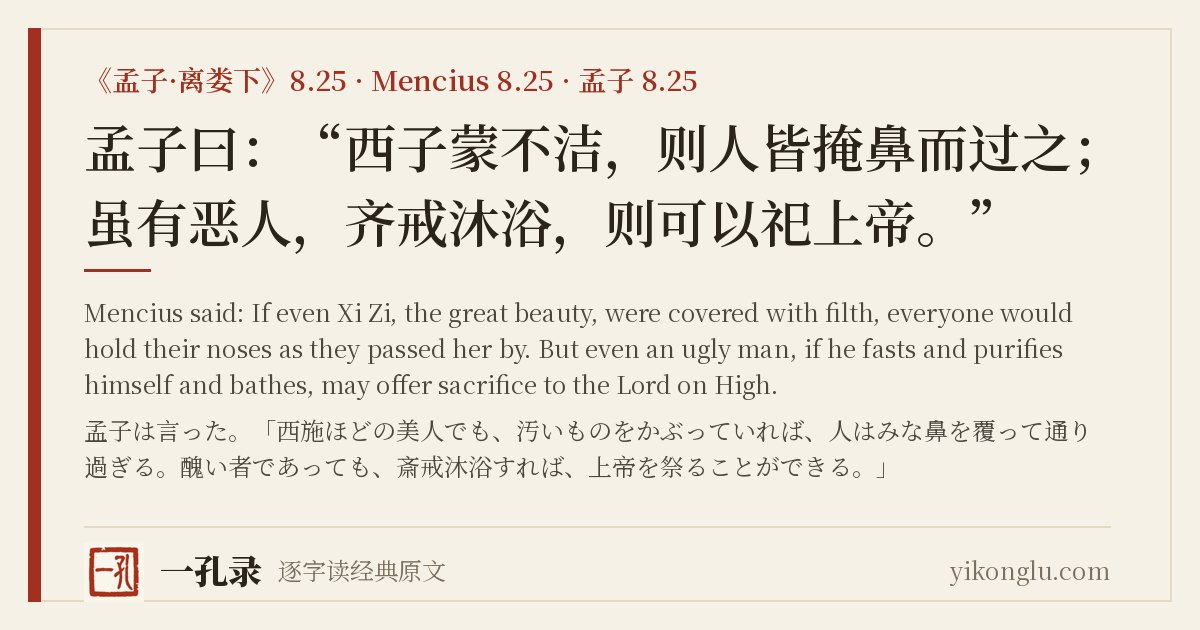 《孟子·离娄下》8.25 · Mencius 8.25 · 孟子 8.25
孟子曰：“西子蒙不洁，则人皆掩鼻而过之；
虽有恶人，齐戒沐浴，则可以祀上帝。”
Mencius said: If even Xi Zi, the great beauty, were covered with filth, everyone would
hold their noses as they passed her by. But even an ugly man, if he fasts and purifies
himself and bathes, may offer sacrifice to the Lord on High.
孟子は言った。「西施ほどの美人でも、汚いものをかぶっていれば、人はみな鼻を覆って通り
過ぎる。醜い者であっても、斎戒沐浴すれば、上帝を祭ることができる。」
一孔
一孔录 逐字读经典原文 yikonglu.com